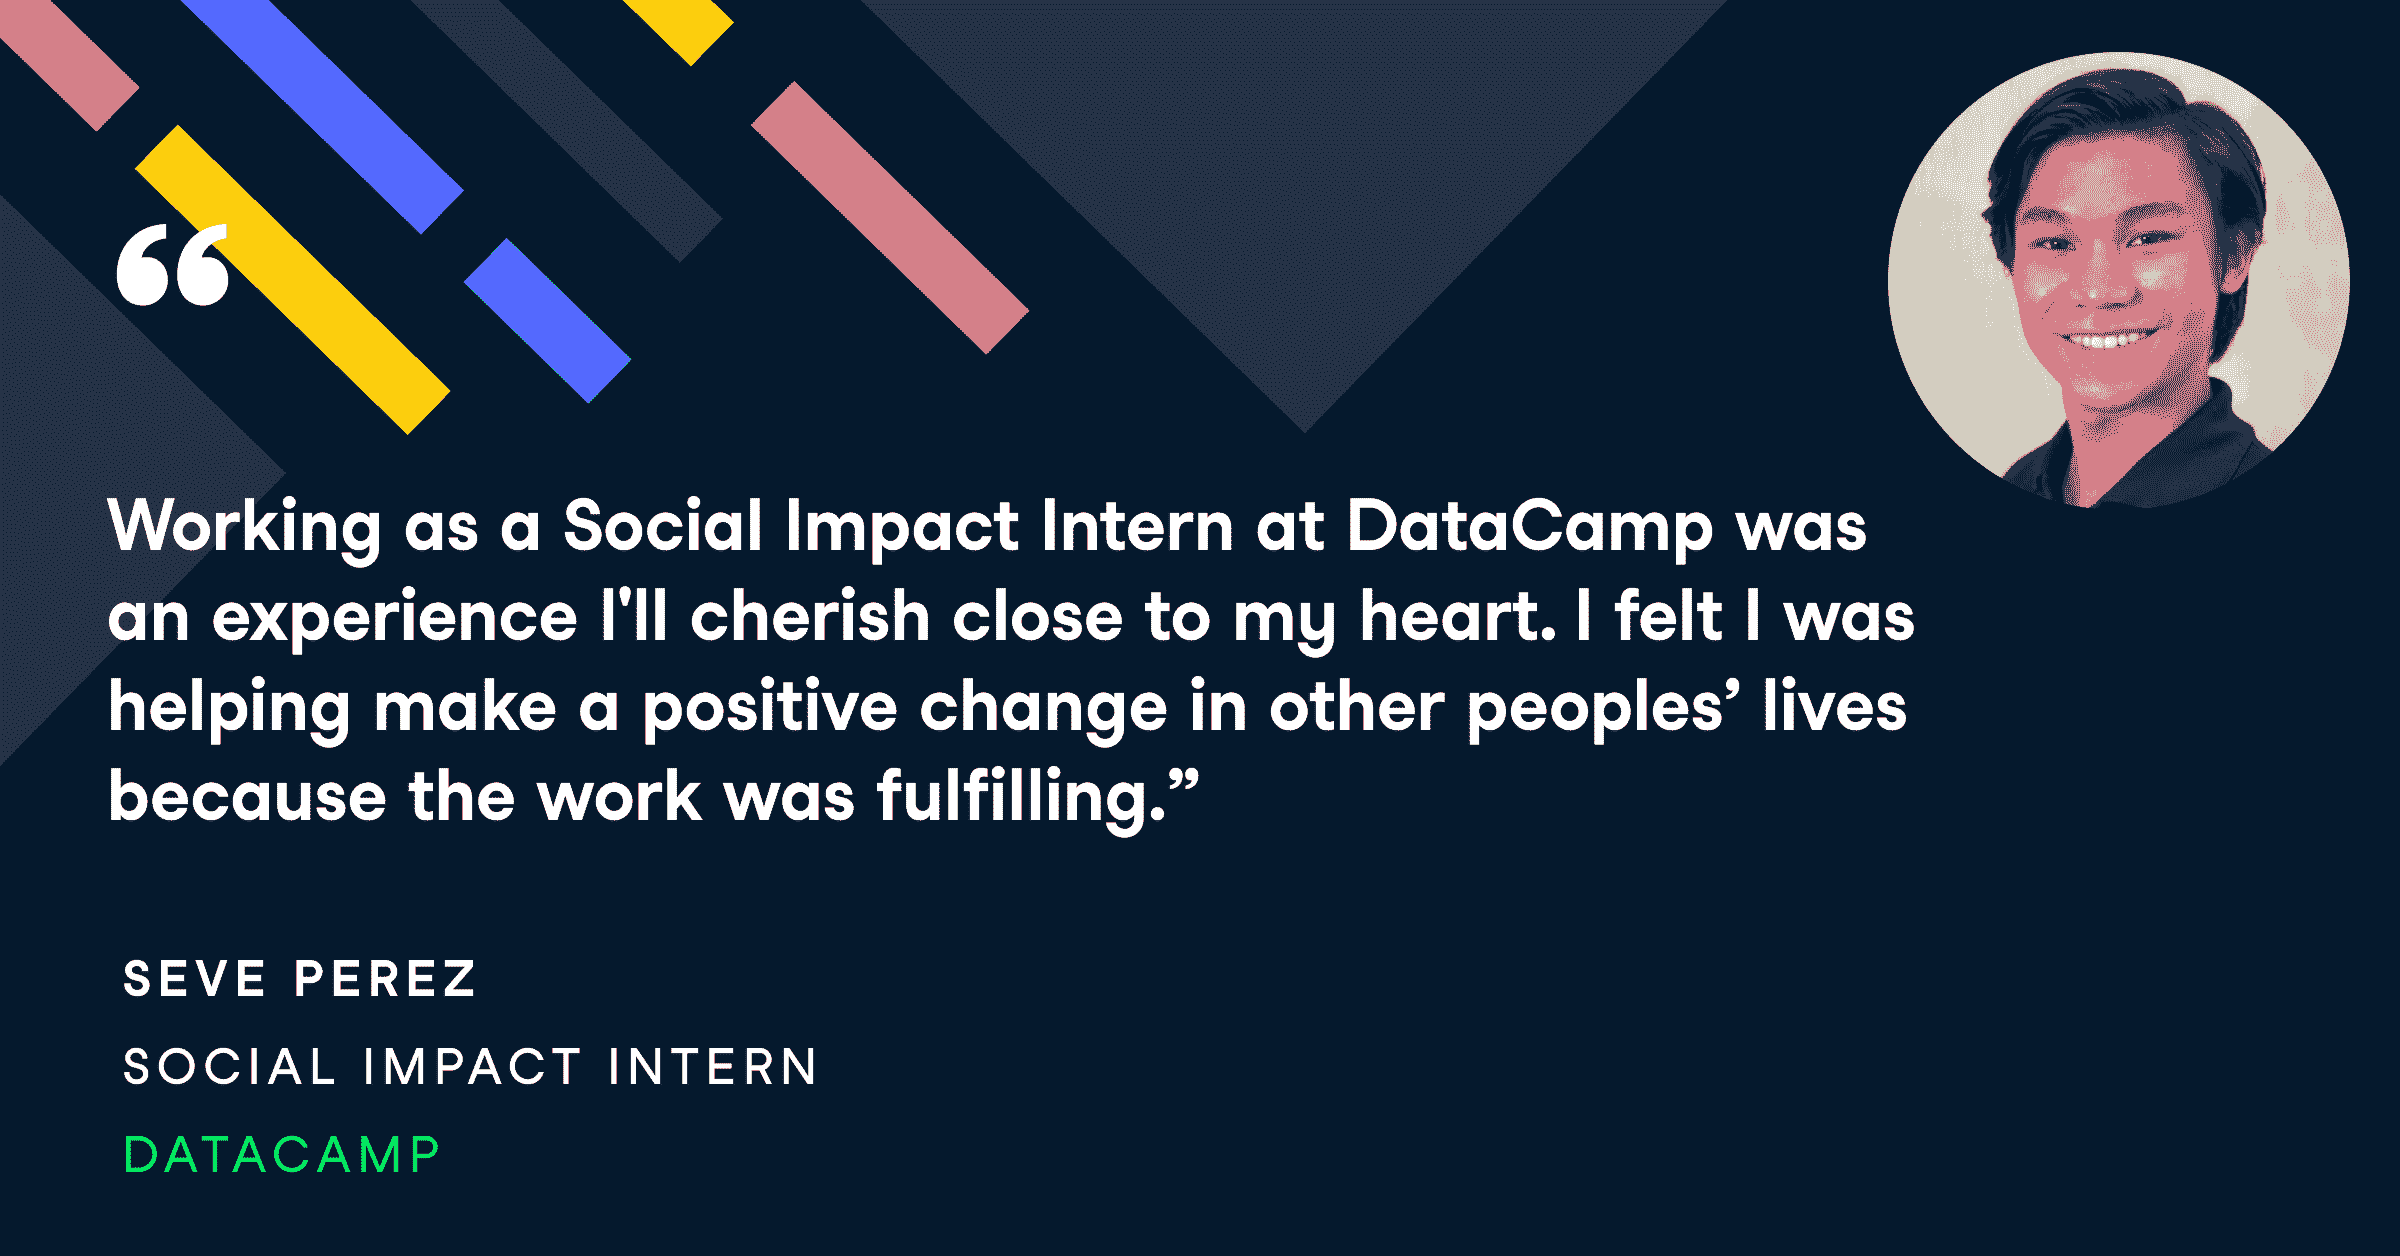 “
Working as a Social Impact Intern at DataCamp was
an experience I'll cherish close to my heart. I felt I was
helping make a positive change in other peoples’ lives
because the work was fulfilling.”
SEVE PEREZ
SOCIAL IMPACT INTERN
DATACAMP